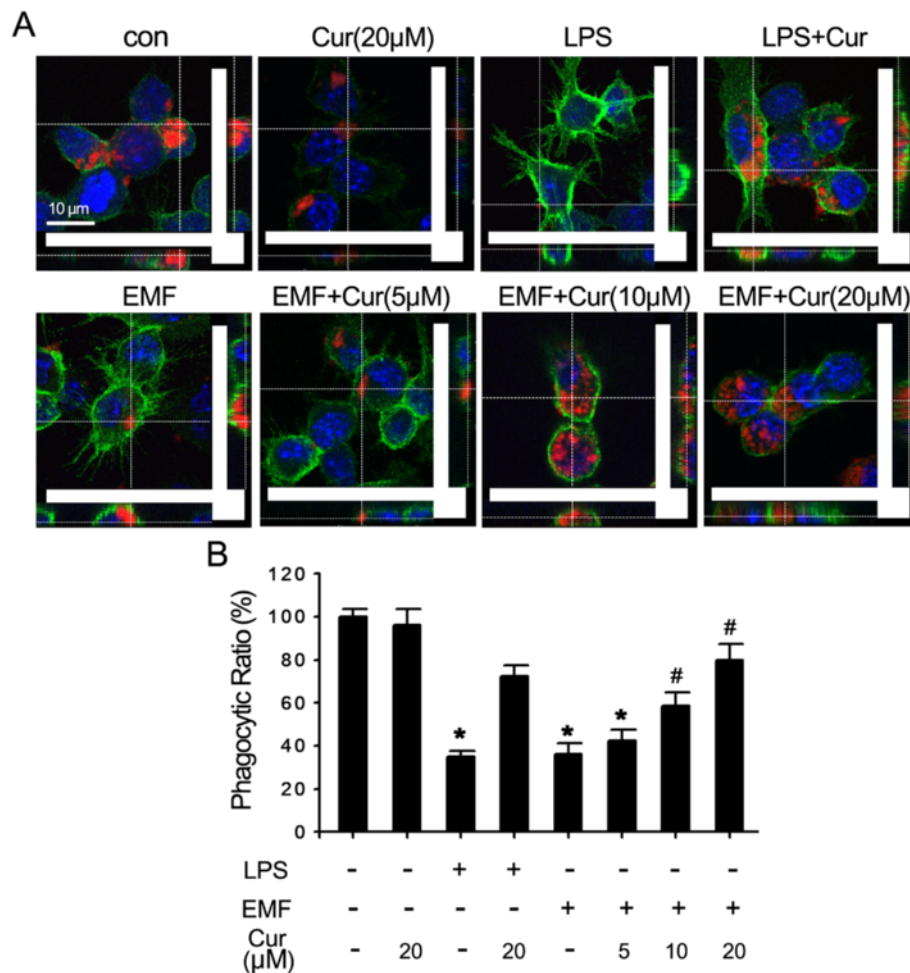 A
con Cur(20μM) LPS LPS+Cur
10 μm
EMF EMF+Cur(5μM) EMF+Cur(10μM) EMF+Cur(20μM)
B
Phagocytic Ratio (%)
120
100
80
60
40
20
0
* * * # #
LPS - - + + - - - -
EMF - - - - + + + +
Cur (μM) - 20 - 20 - 5 10 20